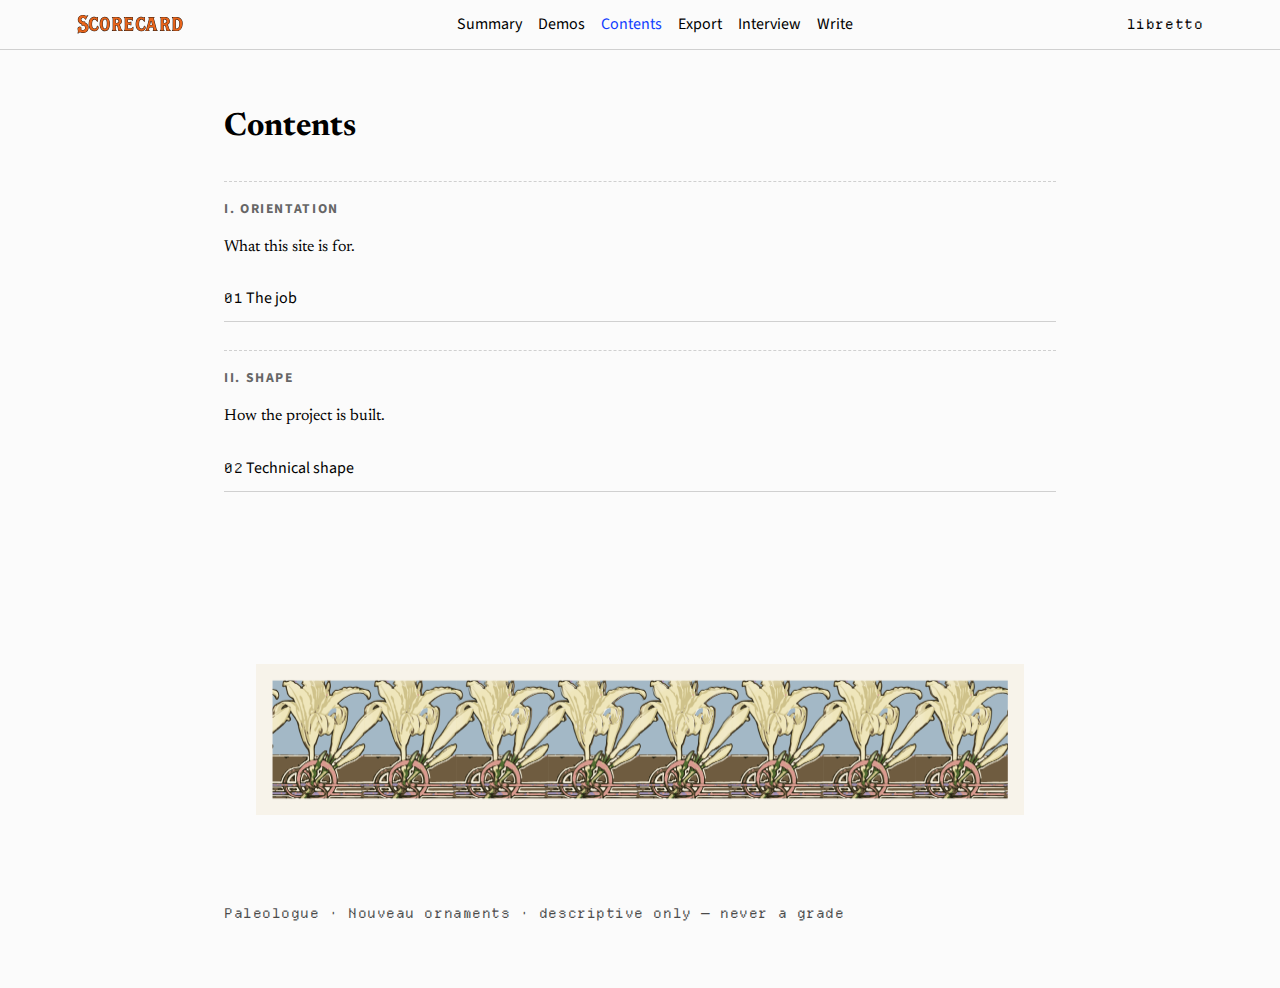 SCORECARD
Summary Demos Contents Export Interview Write
libretto
Contents
I. ORIENTATION
What this site is for.
01 The job
II. SHAPE
How the project is built.
02 Technical shape
Paleologue · Nouveau ornaments · descriptive only — never a grade